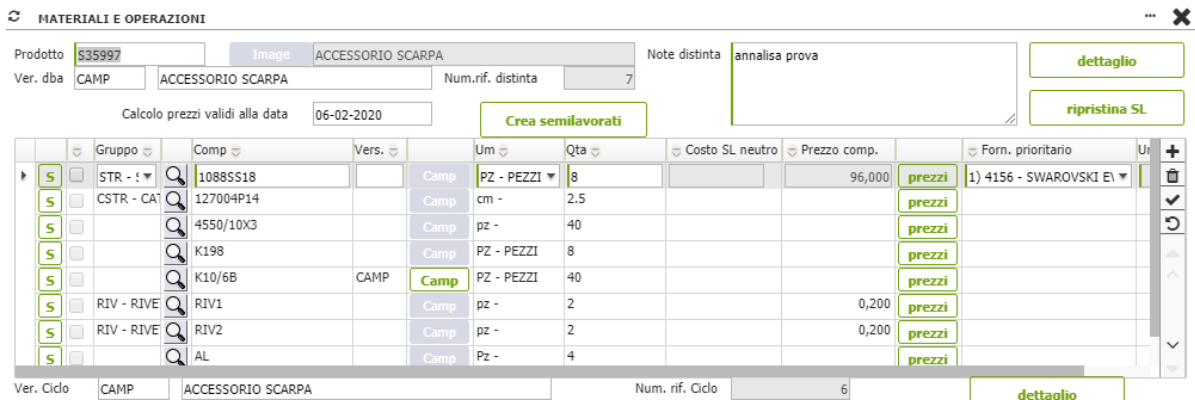 MATERIALI E OPERAZIONI
Prodotto S35997 Image ACCESSORIO SCARPA Note distinta annalisa prova dettaglio
Ver. dba CAMP ACCESSORIO SCARPA Num.rif. distinta 7
Calcolo prezzi validi alla data 06-02-2020 Crea semilavorati ripristina SL
Gruppo Comp Vers. Um Qta Costo SL neutro Prezzo comp. Forn. prioritario
S STR - 1088SS18 Camp PZ - PEZZI 8 96,000 prezzi 1) 4156 - SWAROVSKI
S CSTR - CAT 127004P14 Camp cm - 2.5 prezzi
S 4550/10X3 Camp pz - 40 prezzi
S K198 Camp PZ - PEZZI 8 prezzi
S K10/6B CAMP Camp PZ - PEZZI 40 prezzi
S RIV - RIVE RIV1 Camp pz - 2 0,200 prezzi
S RIV - RIVE RIV2 Camp pz - 2 0,200 prezzi
S AL Camp Pz - 4 prezzi
Ver. Ciclo CAMP ACCESSORIO SCARPA Num. rif. Ciclo 6 dettaglio